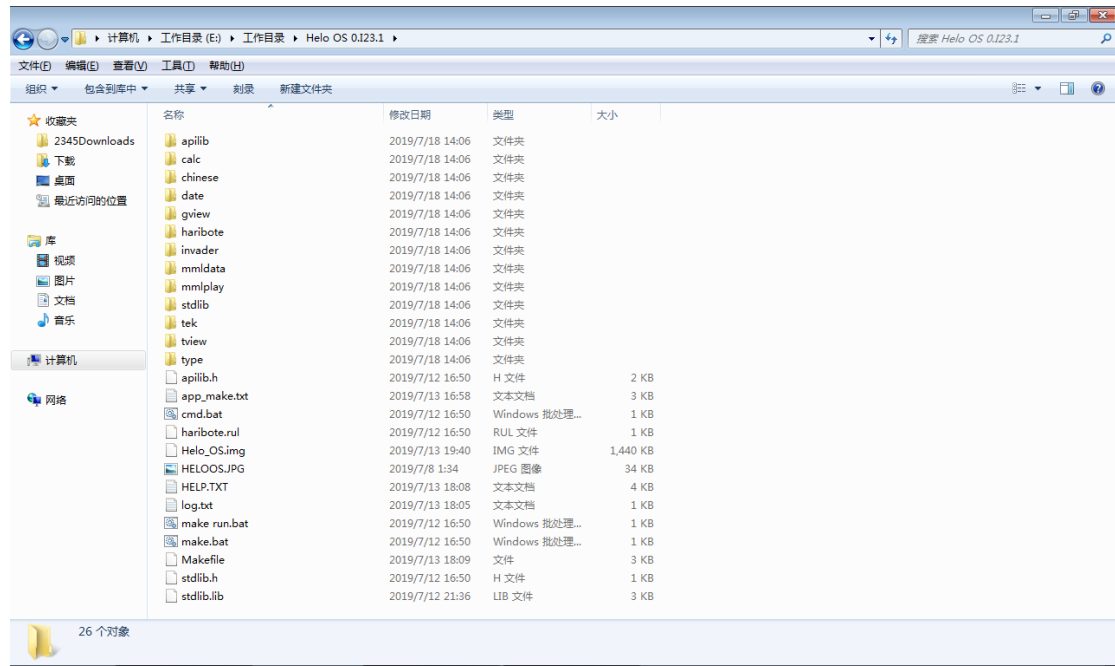 计算机 ▸ 工作目录 (E:) ▸ 工作目录 ▸ Helo OS 0.I23.1 ▸ 搜索 Helo OS 0.I23.1
文件(F) 编辑(E) 查看(V) 工具(T) 帮助(H)
组织 包含到库中 共享 刻录 新建文件夹
收藏夹
2345Downloads
下载
桌面
最近访问的位置
库
视频
图片
文档
音乐
计算机
网络
名称 修改日期 类型 大小
apilib 2019/7/18 14:06 文件夹
calc 2019/7/18 14:06 文件夹
chinese 2019/7/18 14:06 文件夹
date 2019/7/18 14:06 文件夹
gview 2019/7/18 14:06 文件夹
haribote 2019/7/18 14:06 文件夹
invader 2019/7/18 14:06 文件夹
mmldata 2019/7/18 14:06 文件夹
mmlplay 2019/7/18 14:06 文件夹
stdlib 2019/7/18 14:06 文件夹
tek 2019/7/18 14:06 文件夹
tview 2019/7/18 14:06 文件夹
type 2019/7/18 14:06 文件夹
apilib.h 2019/7/12 16:50 H 文件 2 KB
app_make.txt 2019/7/13 16:58 文本文档 3 KB
cmd.bat 2019/7/12 16:50 Windows 批处理... 1 KB
haribote.rul 2019/7/12 16:50 RUL 文件 1 KB
Helo_OS.img 2019/7/13 19:40 IMG 文件 1,440 KB
HELOOS.JPG 2019/7/8 1:34 JPEG 图像 34 KB
HELP.TXT 2019/7/13 18:08 文本文档 4 KB
log.txt 2019/7/13 18:05 文本文档 1 KB
make run.bat 2019/7/12 16:50 Windows 批处理... 1 KB
make.bat 2019/7/12 16:50 Windows 批处理... 1 KB
Makefile 2019/7/13 18:09 文件 3 KB
stdlib.h 2019/7/12 16:50 H 文件 1 KB
stdlib.lib 2019/7/12 21:36 LIB 文件 3 KB
26 个对象